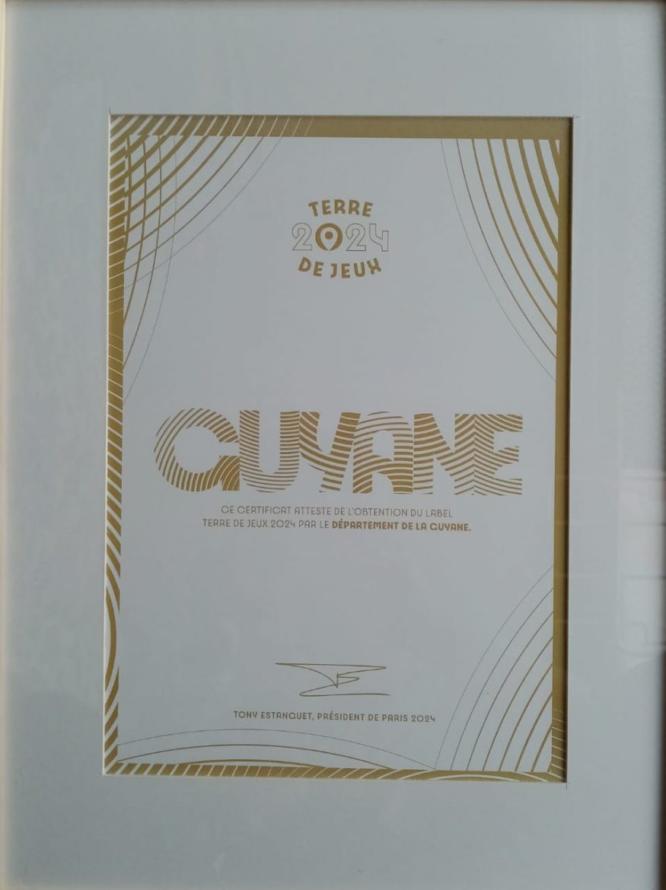 TERRE
2024
DE JEUX
GUYANE
CE CERTIFICAT ATTESTE DE L'OBTENTION DU LABEL
TERRE DE JEUX 2024 PAR LE DÉPARTEMENT DE LA GUYANE.
TONY ESTANGUET, PRÉSIDENT DE PARIS 2024